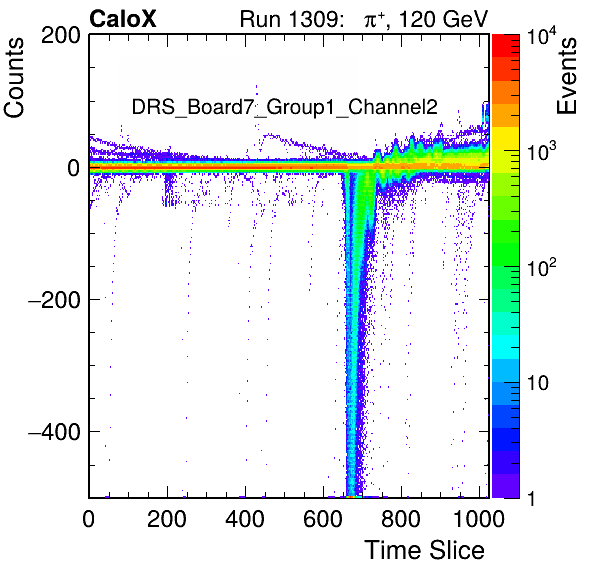 CaloX Run 1309: π⁺, 120 GeV
DRS_Board7_Group1_Channel2
Counts
200
0
−200
−400
0 200 400 600 800 1000
Time Slice
Events
10⁴
10³
10²
10
1